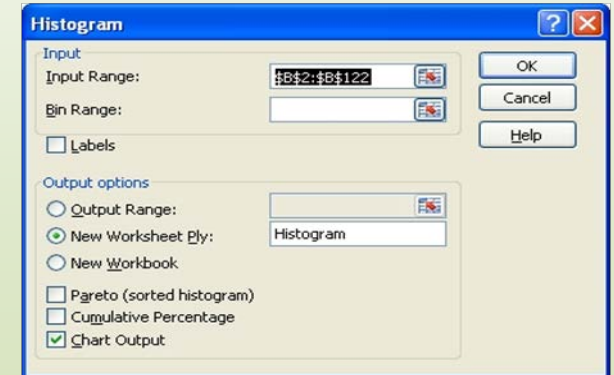 Histogram
Input
Input Range: $B$2:$B$122
Bin Range:
Labels
OK
Cancel
Help
Output options
Output Range:
New Worksheet Ply: Histogram
New Workbook
Pareto (sorted histogram)
Cumulative Percentage
Chart Output